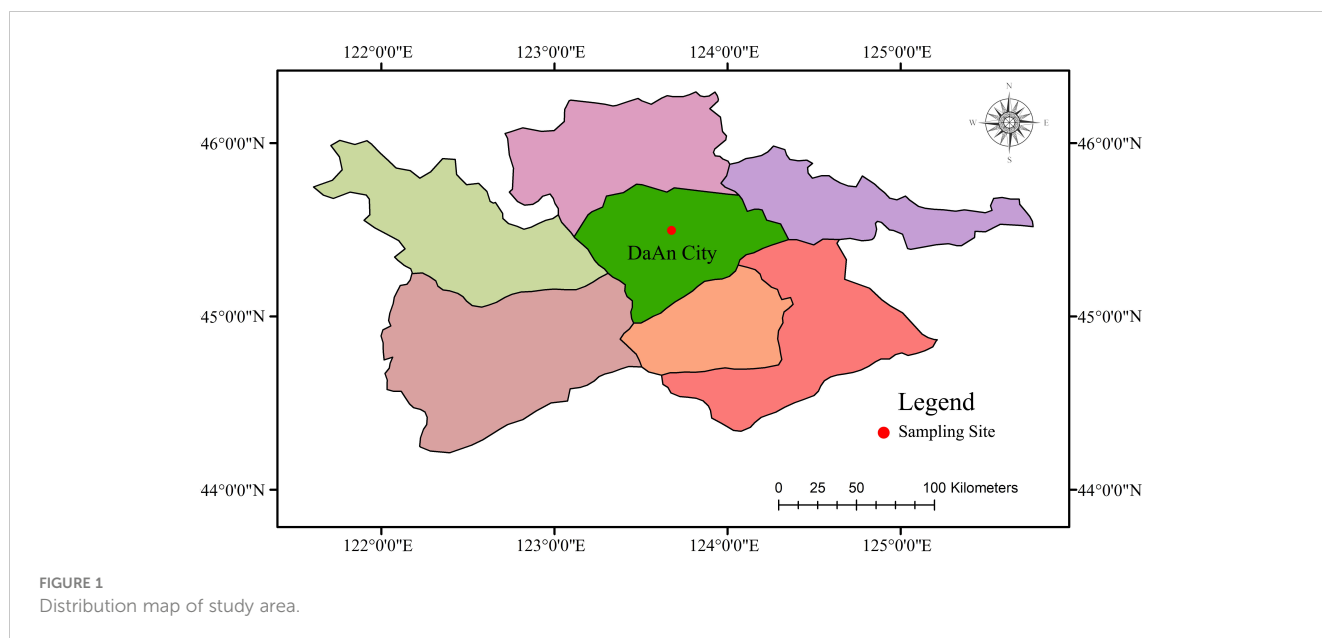 122°0'0"E 123°0'0"E 124°0'0"E 125°0'0"E
N
W E
S
46°0'0"N 46°0'0"N
DaAn City
45°0'0"N 45°0'0"N
Legend
Sampling Site
0 25 50 100 Kilometers
44°0'0"N 44°0'0"N
122°0'0"E 123°0'0"E 124°0'0"E 125°0'0"E
FIGURE 1
Distribution map of study area.